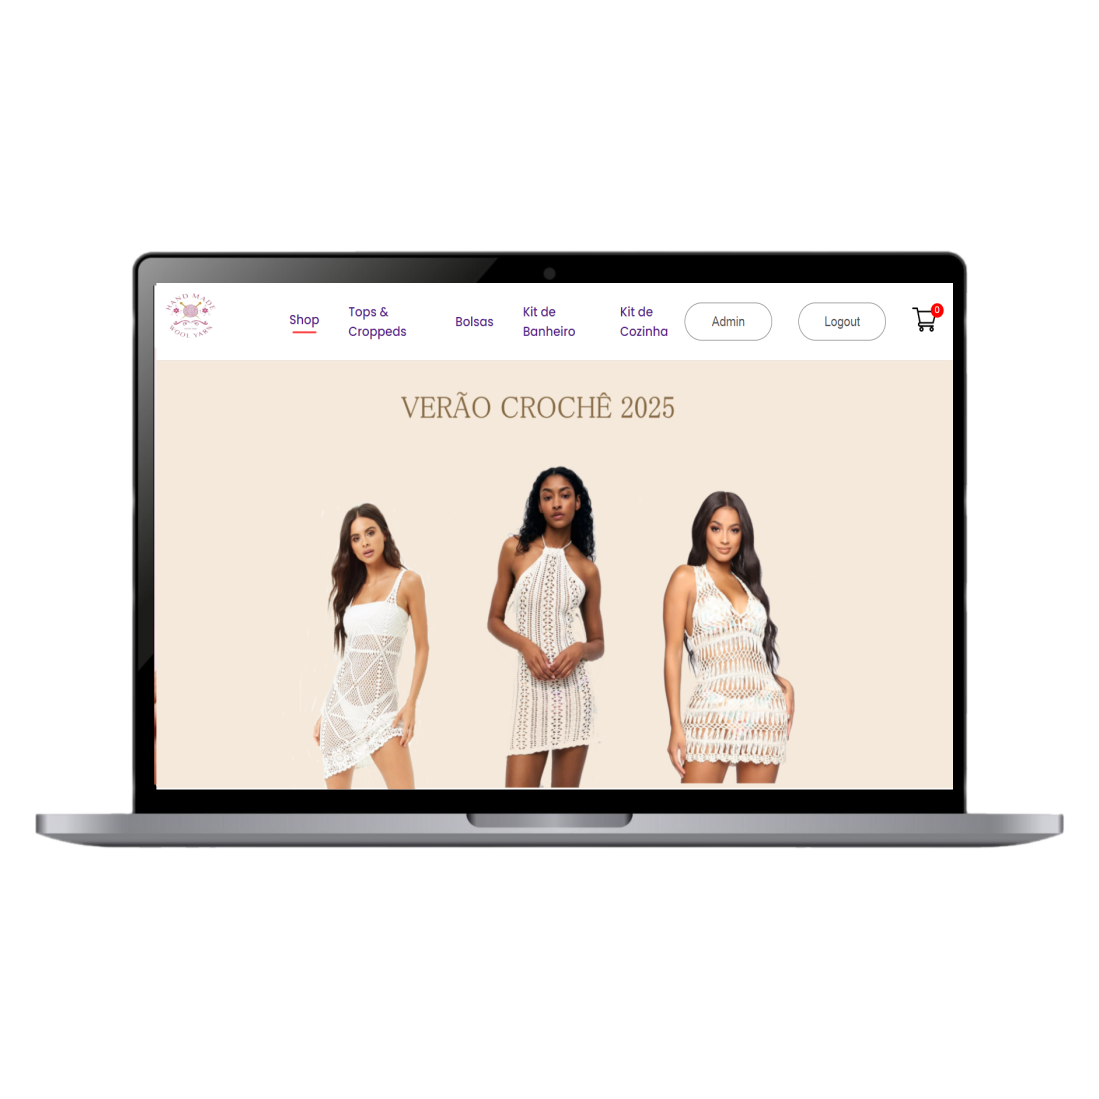 HAND MADE
WOOL YARN
Shop
Tops &
Croppeds
Bolsas
Kit de
Banheiro
Kit de
Cozinha
Admin
Logout
0
VERÃO CROCHÊ 2025